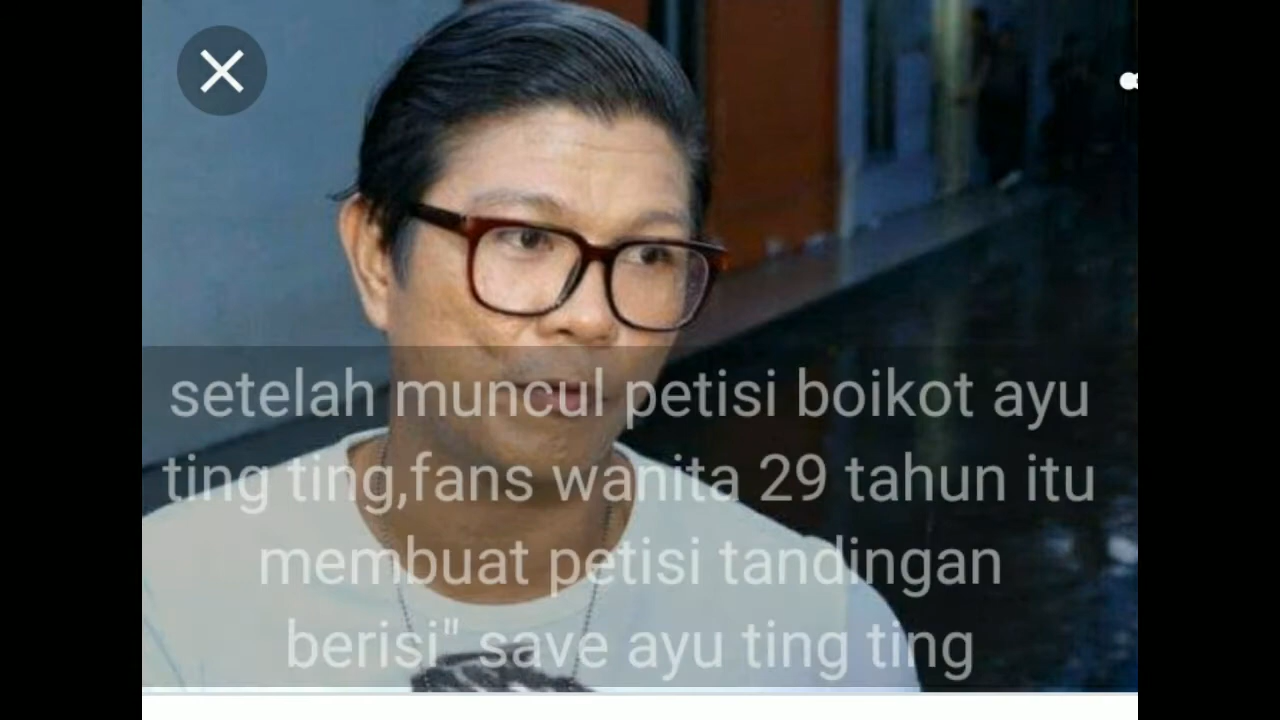 setelah muncul petisi boikot ayu
ting ting,fans wanita 29 tahun itu
membuat petisi tandingan
berisi" save ayu ting ting